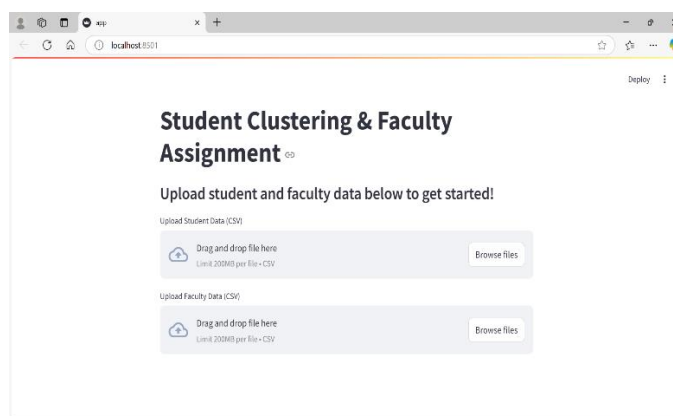 app
localhost:8501
Deploy
Student Clustering & Faculty
Assignment
Upload student and faculty data below to get started!
Upload Student Data (CSV)
Drag and drop file here
Limit 200MB per file • CSV
Browse files
Upload Faculty Data (CSV)
Drag and drop file here
Limit 200MB per file • CSV
Browse files